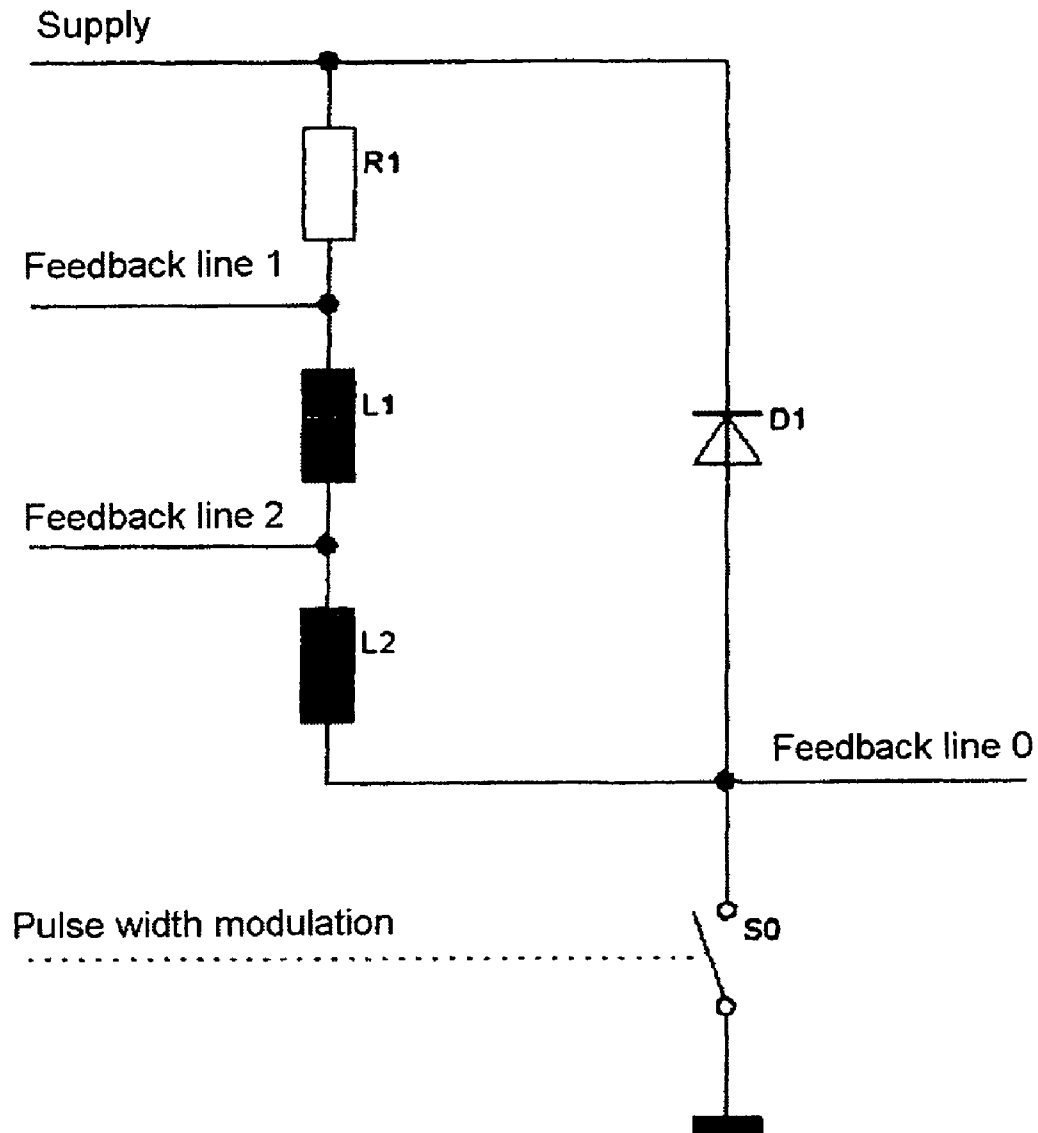 Supply
R1
Feedback line 1
L1
D1
Feedback line 2
L2
Feedback line 0
S0
Pulse width modulation